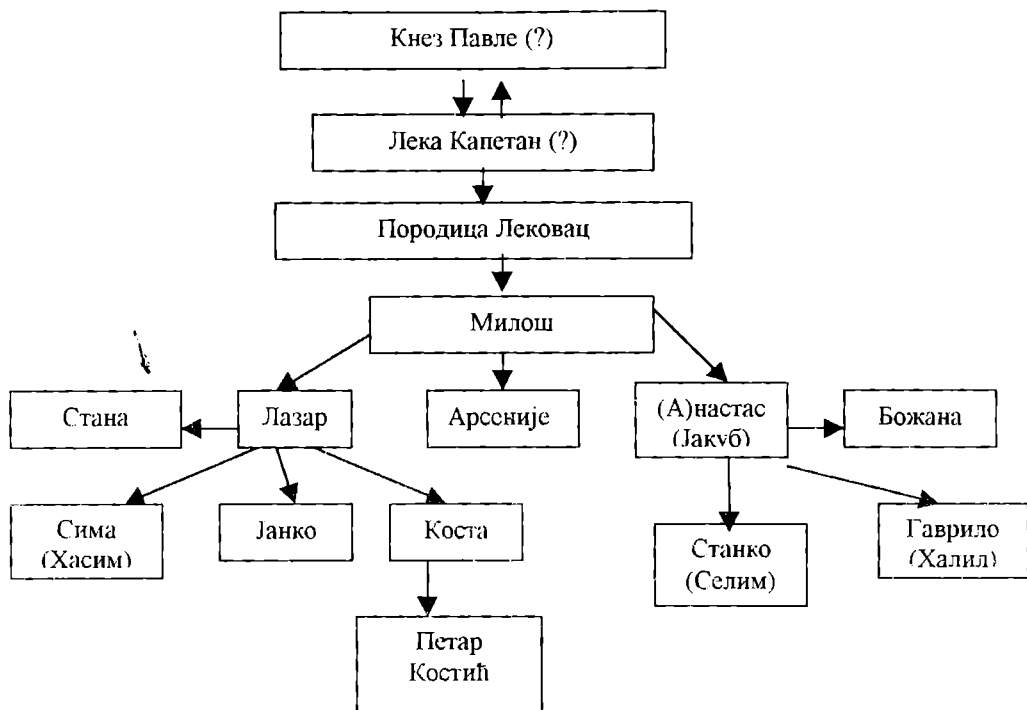 Кнез Павле (?)
Лека Капетан (?)
Породица Лековац
Милош
Стана
Лазар
Арсеније
(А)настас
(Јакуб)
Божана
Сима
(Хасим)
Јанко
Коста
Станко
(Селим)
Гаврило
(Халил)
Петар
Костић